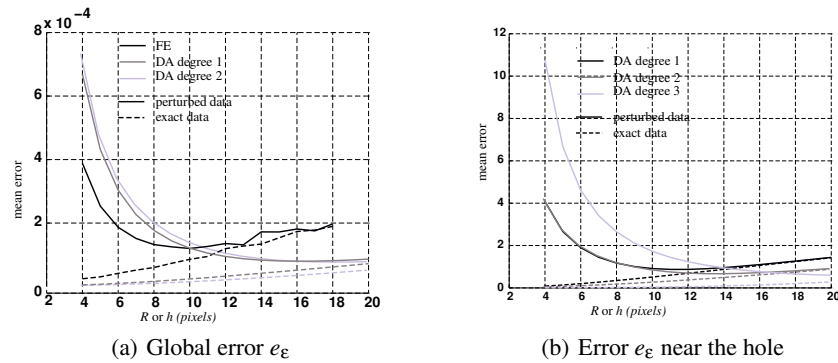 8 x 10 -4
6
4
2
0
mean error
FE
DA degree 1
DA degree 2
perturbed data
exact data
2 4 6 8 10 12 14 16 18 20
R or h (pixels)
(a) Global error eε
12
10
8
6
4
2
0
mean error
DA degree 1
DA degree 2
DA degree 3
perturbed data
exact data
2 4 6 8 10 12 14 16 18 20
R or h (pixels)
(b) Error eε near the hole